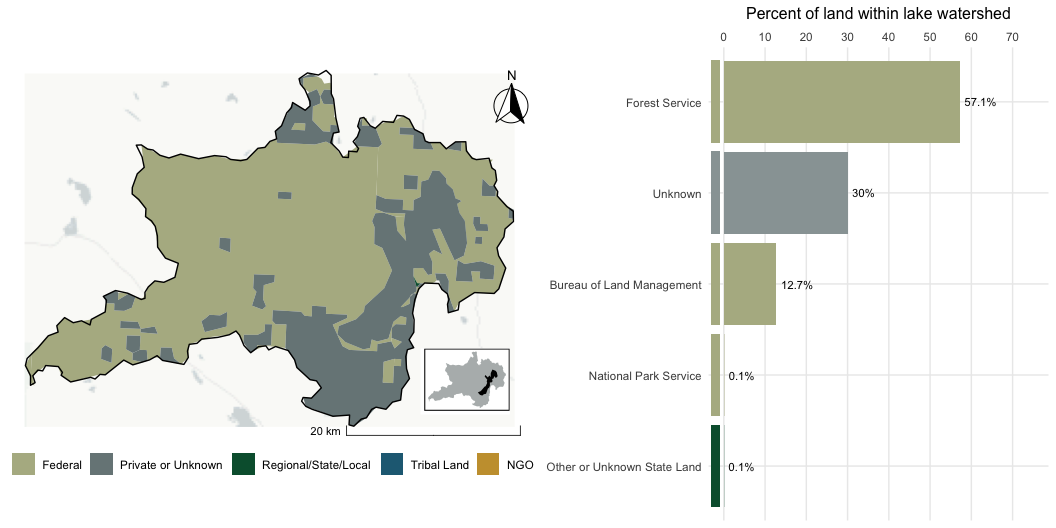 N
20 km
Federal
Private or Unknown
Regional/State/Local
Tribal Land
NGO
Percent of land within lake watershed
0 10 20 30 40 50 60 70
Forest Service
57.1%
Unknown
30%
Bureau of Land Management
12.7%
National Park Service
0.1%
Other or Unknown State Land
0.1%